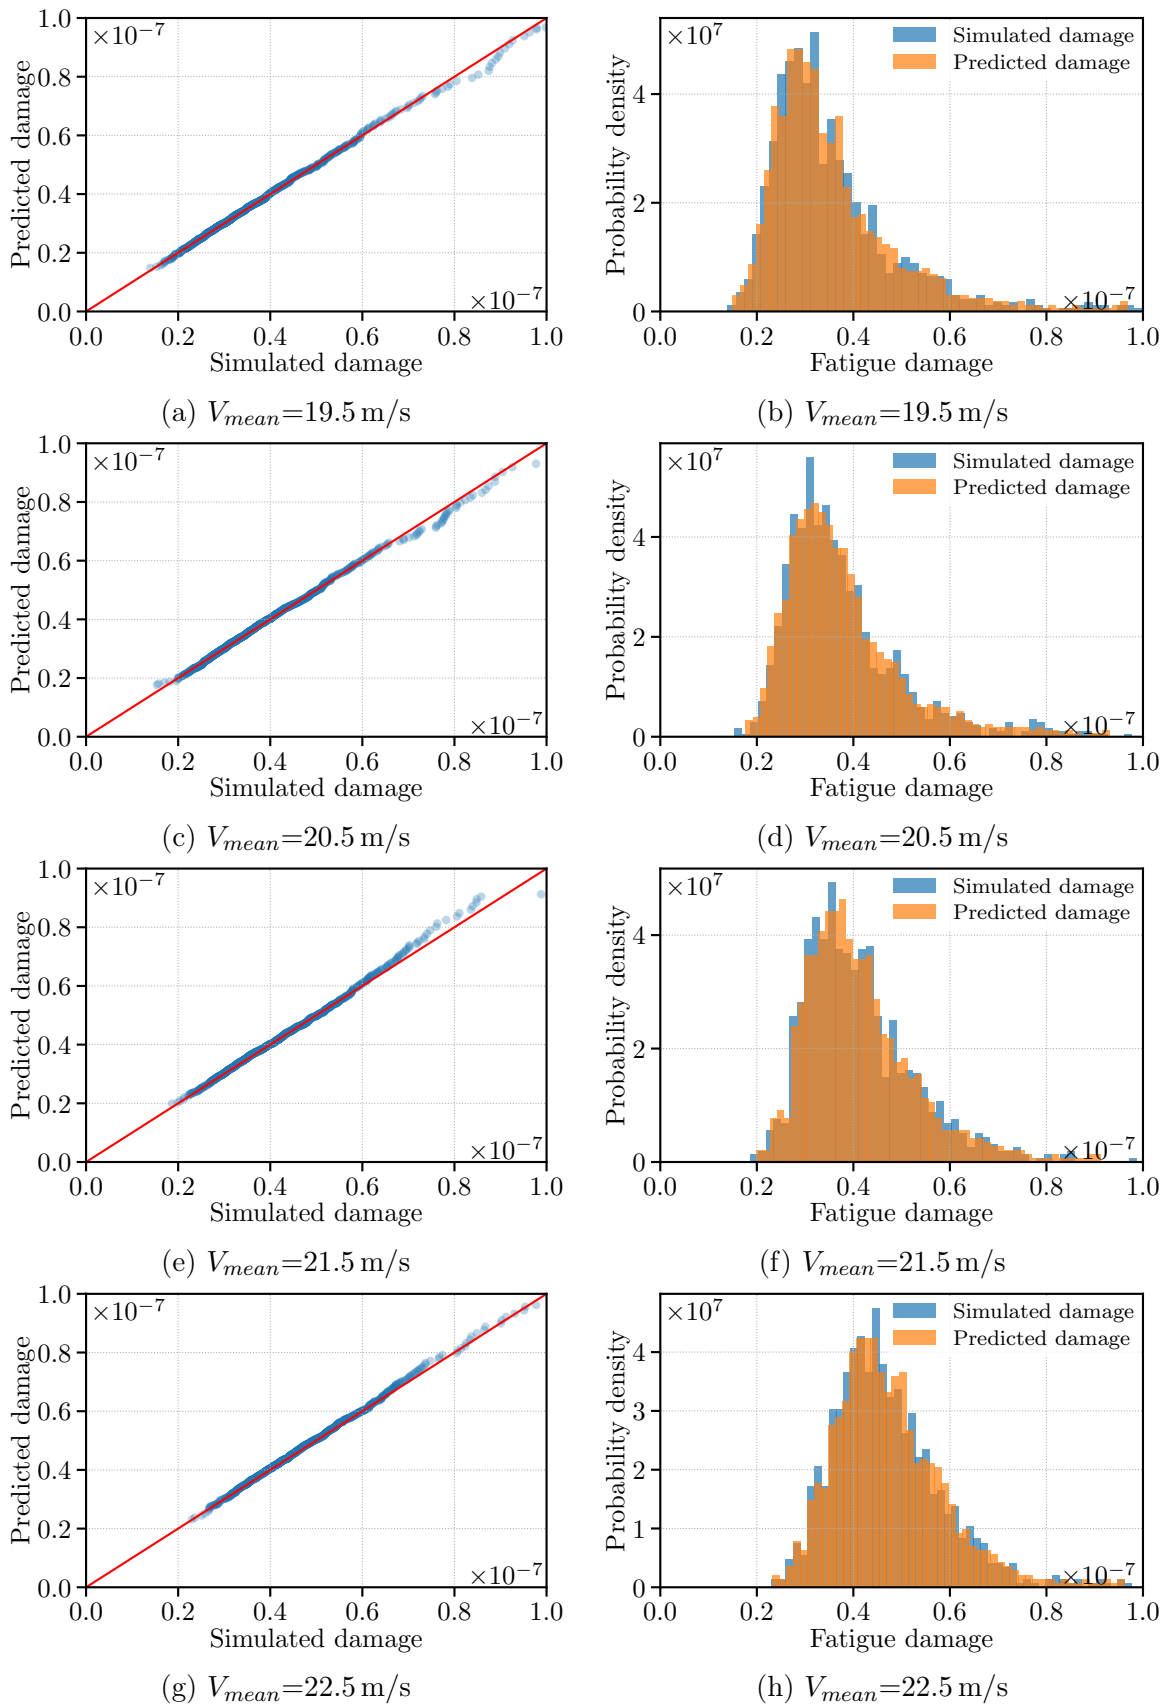 1.0
×10⁻⁷
0.8
0.6
0.4
0.2
0.0
Predicted damage
×10⁻⁷
0.0 0.2 0.4 0.6 0.8 1.0
Simulated damage
(a) V_mean=19.5 m/s
×10⁷
Simulated damage
Predicted damage
4
2
0
Probability density
×10⁻⁷
0.0 0.2 0.4 0.6 0.8 1.0
Fatigue damage
(b) V_mean=19.5 m/s
1.0
×10⁻⁷
0.8
0.6
0.4
0.2
0.0
Predicted damage
×10⁻⁷
0.0 0.2 0.4 0.6 0.8 1.0
Simulated damage
(c) V_mean=20.5 m/s
×10⁷
Simulated damage
Predicted damage
4
2
0
Probability density
×10⁻⁷
0.0 0.2 0.4 0.6 0.8 1.0
Fatigue damage
(d) V_mean=20.5 m/s
1.0
×10⁻⁷
0.8
0.6
0.4
0.2
0.0
Predicted damage
×10⁻⁷
0.0 0.2 0.4 0.6 0.8 1.0
Simulated damage
(e) V_mean=21.5 m/s
×10⁷
Simulated damage
Predicted damage
4
2
0
Probability density
×10⁻⁷
0.0 0.2 0.4 0.6 0.8 1.0
Fatigue damage
(f) V_mean=21.5 m/s
1.0
×10⁻⁷
0.8
0.6
0.4
0.2
0.0
Predicted damage
×10⁻⁷
0.0 0.2 0.4 0.6 0.8 1.0
Simulated damage
(g) V_mean=22.5 m/s
×10⁷
Simulated damage
Predicted damage
4
3
2
1
0
Probability density
×10⁻⁷
0.0 0.2 0.4 0.6 0.8 1.0
Fatigue damage
(h) V_mean=22.5 m/s